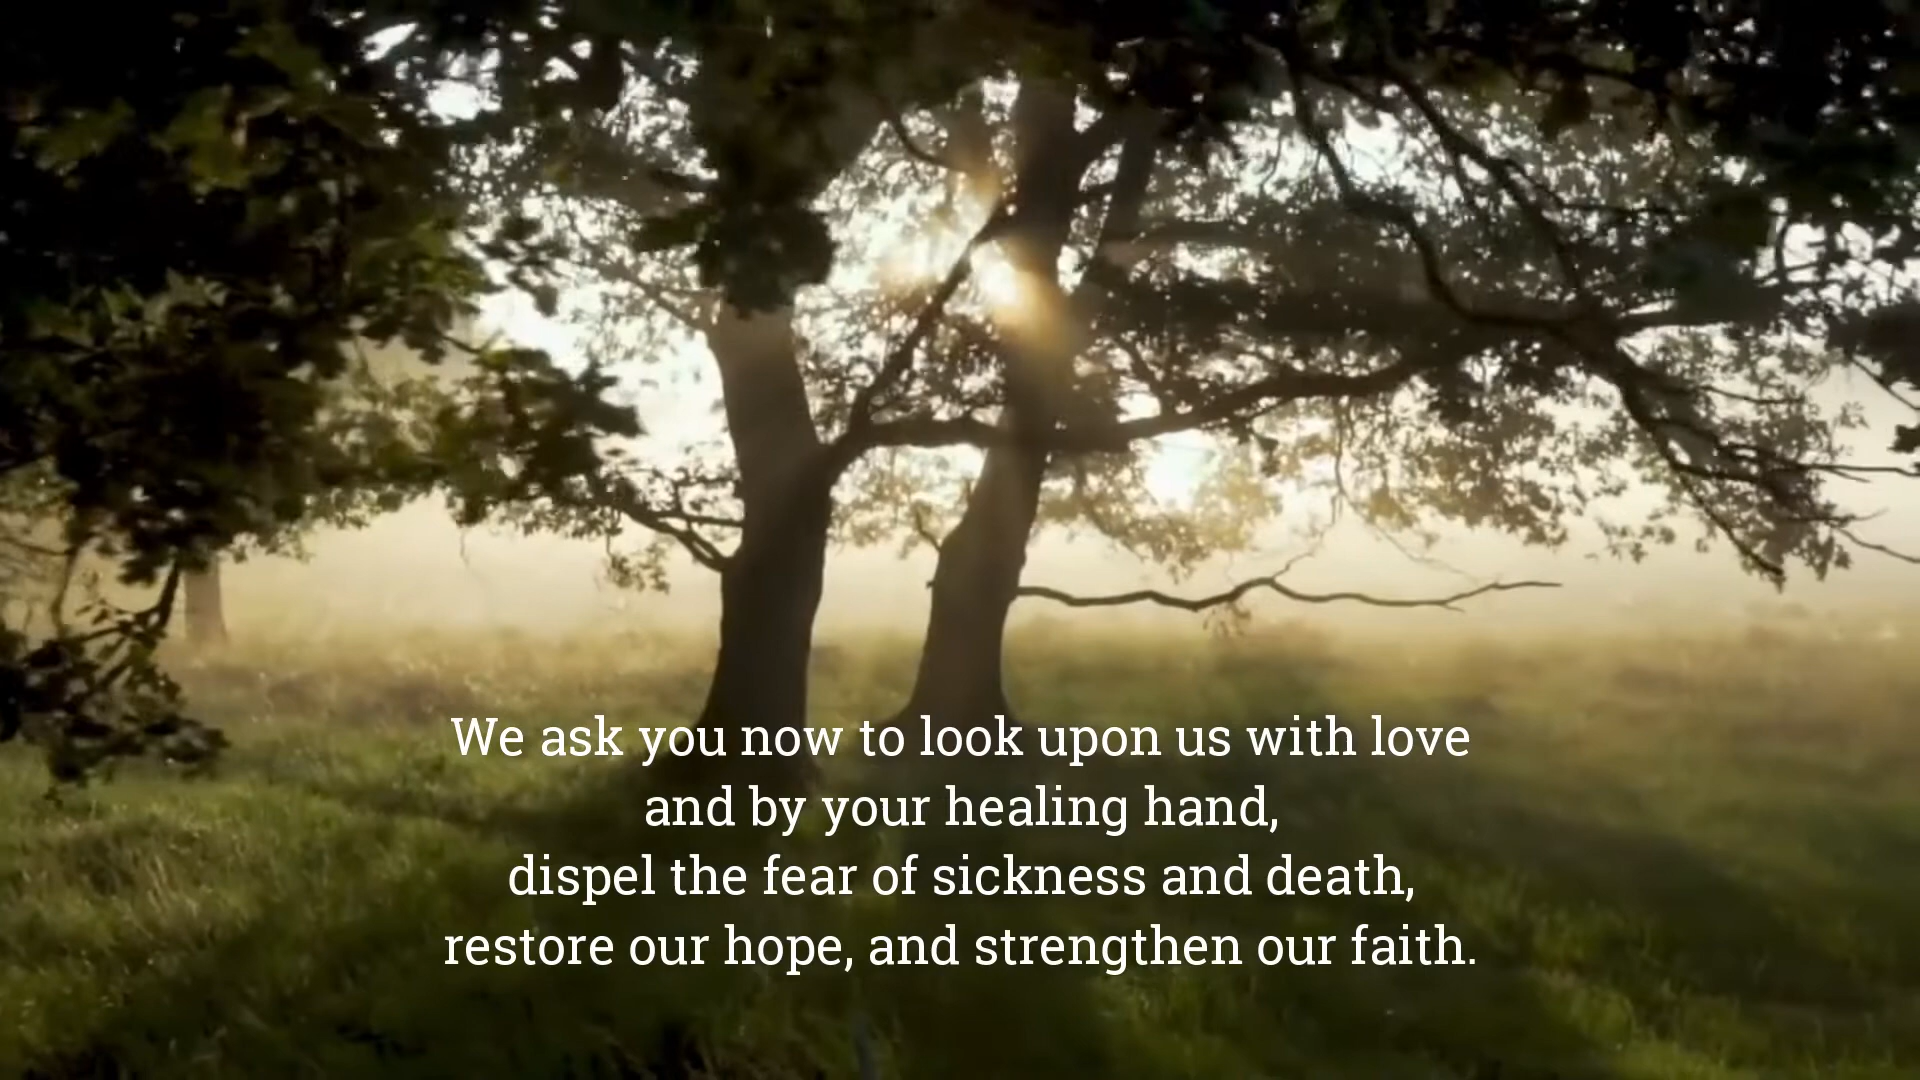 We ask you now to look upon us with love
and by your healing hand,
dispel the fear of sickness and death,
restore our hope, and strengthen our faith.